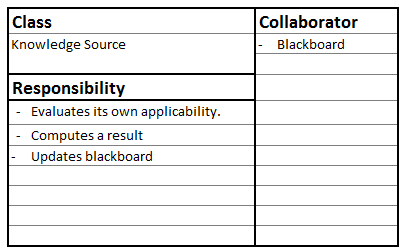 Class
Collaborator
Knowledge Source
- Blackboard
Responsibility
- Evaluates its own applicability.
- Computes a result
- Updates blackboard